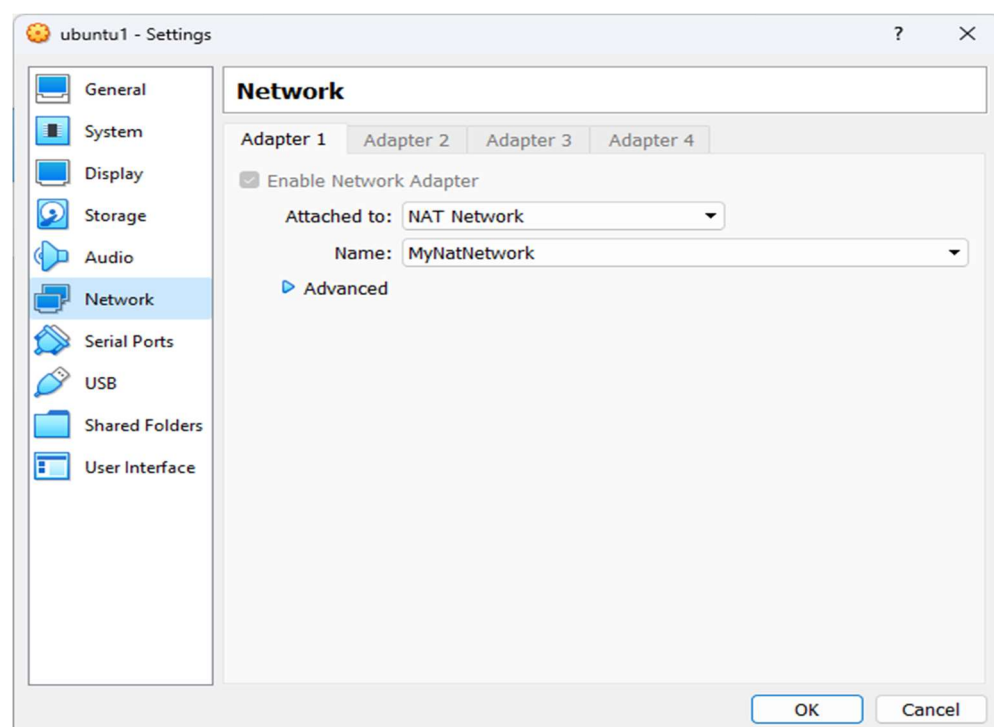 ubuntu1 - Settings ?
General
System
Display
Storage
Audio
Network
Serial Ports
USB
Shared Folders
User Interface
Network
Adapter 1 Adapter 2 Adapter 3 Adapter 4
Enable Network Adapter
Attached to: NAT Network
Name: MyNatNetwork
Advanced
OK Cancel